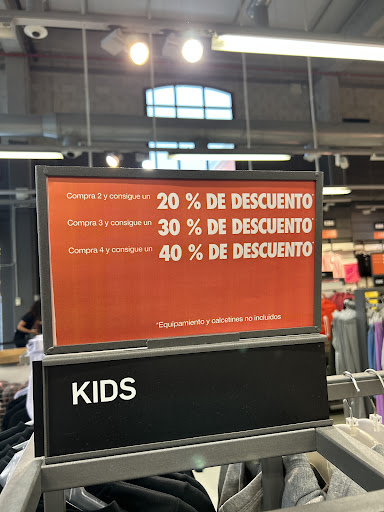 Compra 2 y consigue un 20 % DE DESCUENTO*
Compra 3 y consigue un 30 % DE DESCUENTO*
Compra 4 y consigue un 40 % DE DESCUENTO*
*Equipamiento y calcetines no incluidos
KIDS